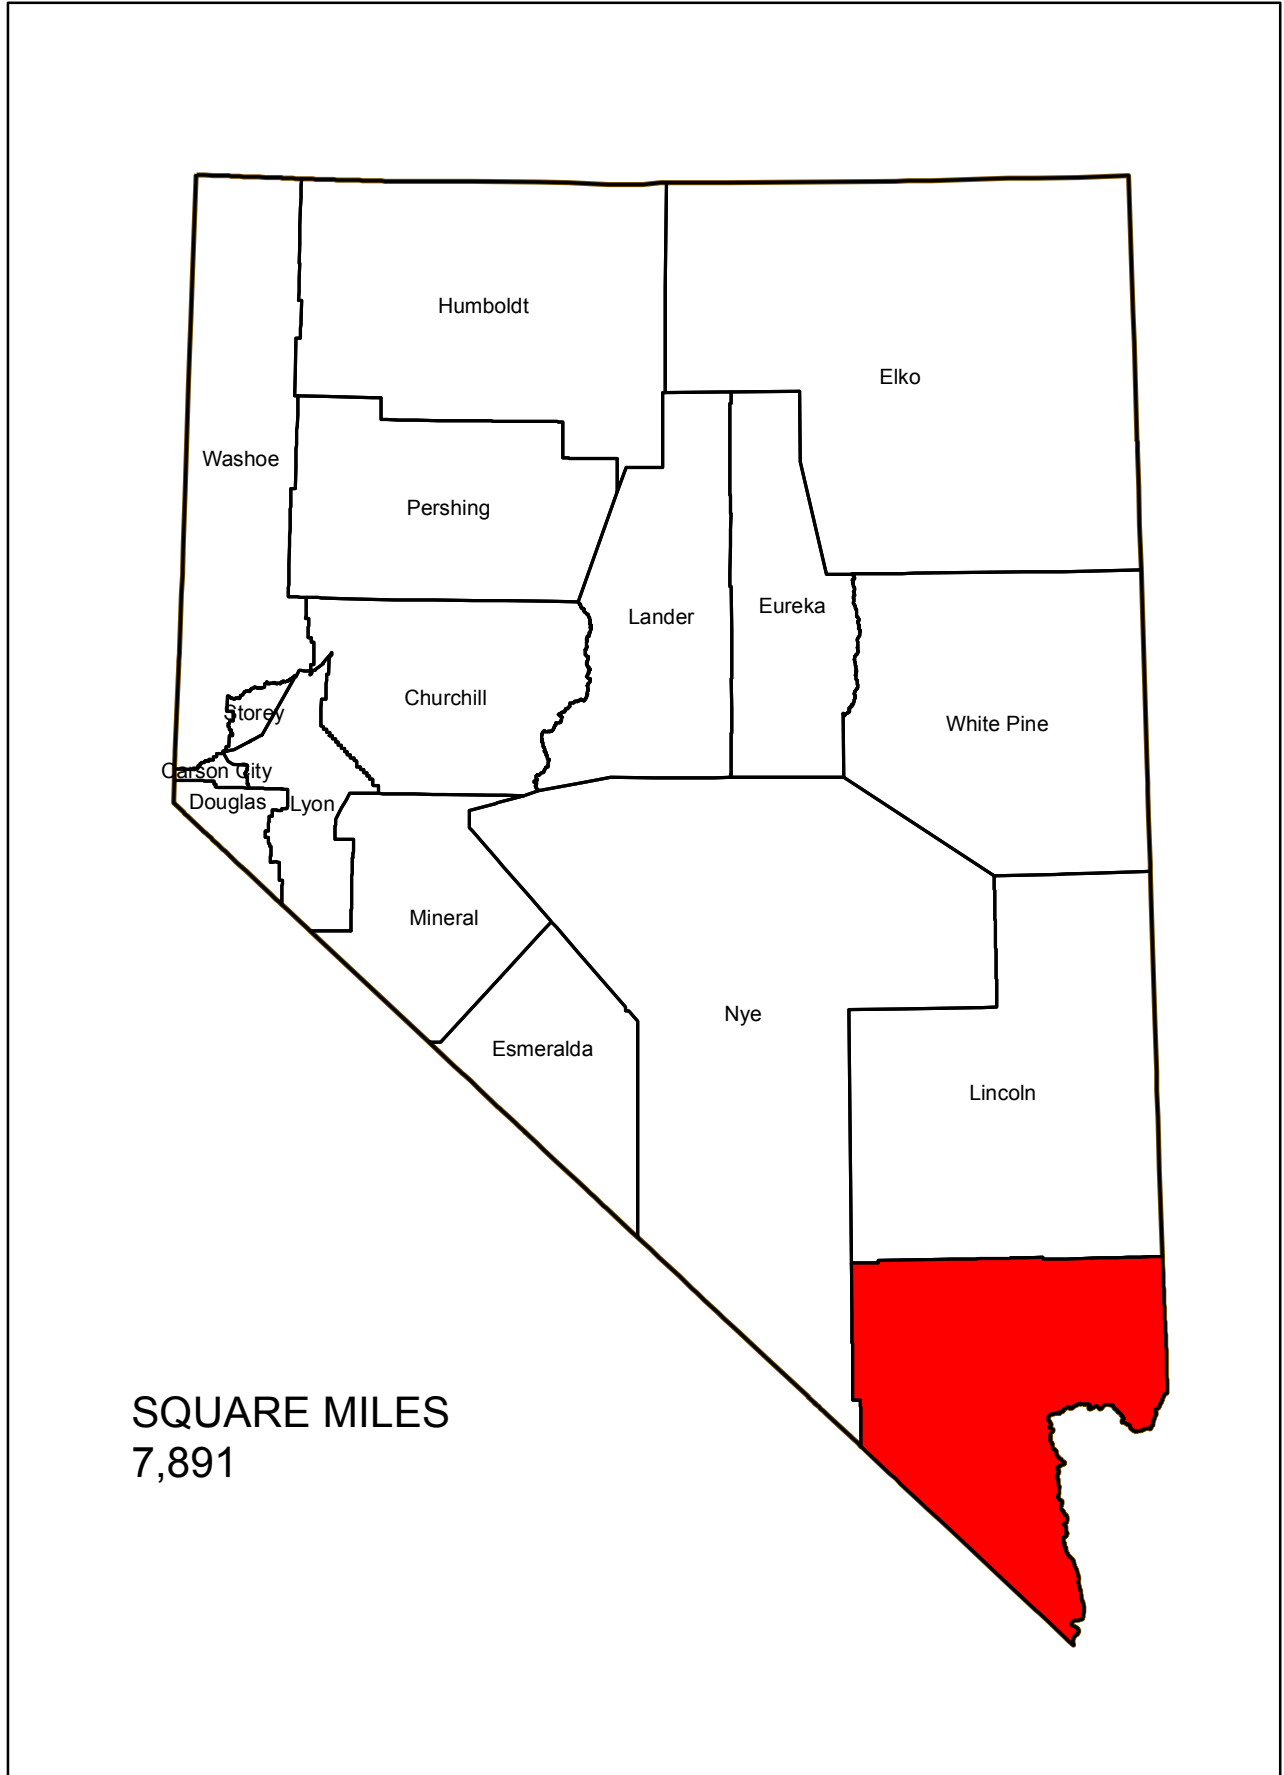 Humboldt
Elko
Washoe
Pershing
Eureka
Lander
Churchill
Storey
White Pine
Carson City
Douglas
Lyon
Mineral
Nye
Esmeralda
Lincoln
SQUARE MILES
7,891